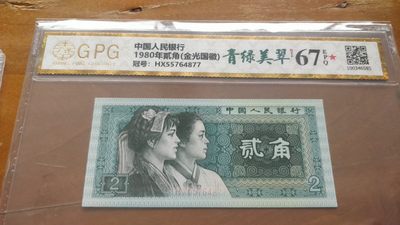 GPG
中国人民银行
1980年贰角(金光国徽)
冠号: HX55764877
青绿美翠
67 EPQ ★
中国人民银行
贰角
2
2